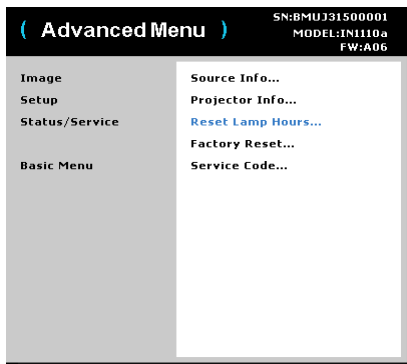 ( Advanced Menu )
SN:BMUJ31500001
MODEL:IN1110a
FW:A06
Image
Setup
Status/Service
Basic Menu
Source Info...
Projector Info...
Reset Lamp Hours...
Factory Reset...
Service Code...